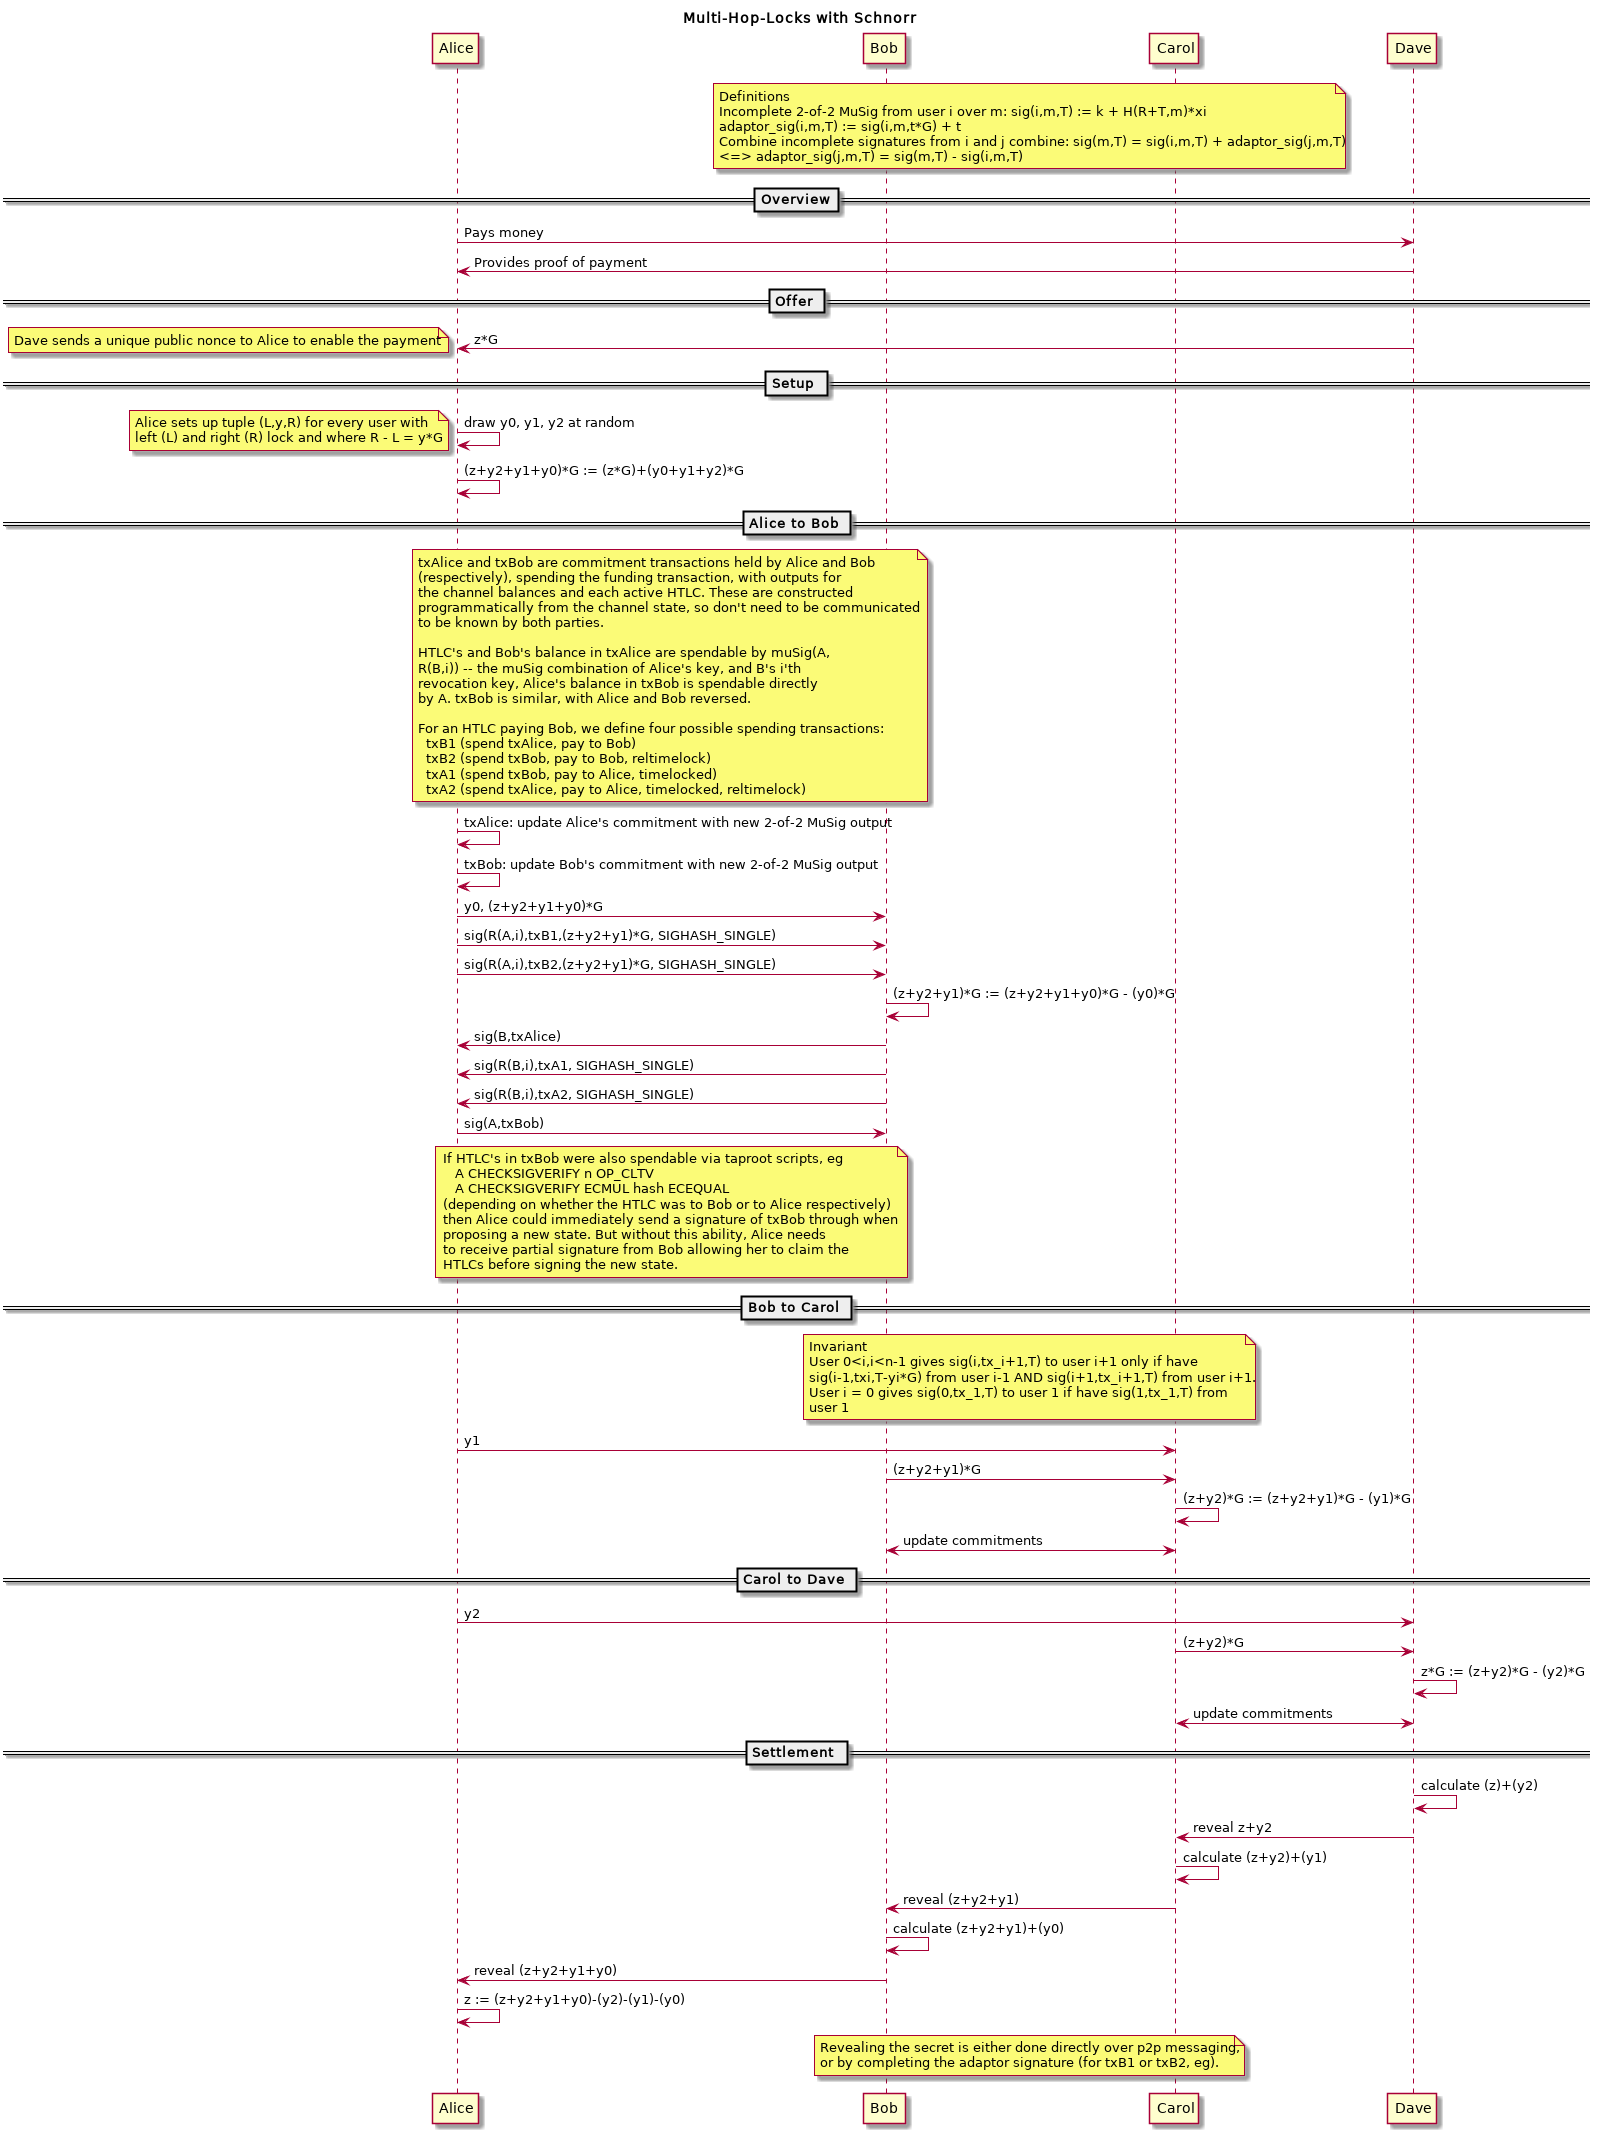 Multi-Hop-Locks with Schnorr
Alice
Bob
Carol
Dave
Definitions
Incomplete 2-of-2 MuSig from user i over m: sig(i,m,T) := k + H(R+T,m)*xi
adaptor_sig(i,m,T) := sig(i,m,t*G) + t
Combine incomplete signatures from i and j combine: sig(m,T) = sig(i,m,T) + adaptor_sig(j,m,T)
<=> adaptor_sig(j,m,T) = sig(m,T) - sig(i,m,T)
Overview
Pays money
Provides proof of payment
Offer
Dave sends a unique public nonce to Alice to enable the payment
z*G
Setup
Alice sets up tuple (L,y,R) for every user with
left (L) and right (R) lock and where R - L = y*G
draw y0, y1, y2 at random
(z+y2+y1+y0)*G := (z*G)+(y0+y1+y2)*G
Alice to Bob
txAlice and txBob are commitment transactions held by Alice and Bob
(respectively), spending the funding transaction, with outputs for
the channel balances and each active HTLC. These are constructed
programmatically from the channel state, so don't need to be communicated
to be known by both parties.
HTLC's and Bob's balance in txAlice are spendable by muSig(A,
R(B,i)) -- the muSig combination of Alice's key, and B's i'th
revocation key, Alice's balance in txBob is spendable directly
by A. txBob is similar, with Alice and Bob reversed.
For an HTLC paying Bob, we define four possible spending transactions:
txB1 (spend txAlice, pay to Bob)
txB2 (spend txBob, pay to Bob, reltimelock)
txA1 (spend txBob, pay to Alice, timelocked)
txA2 (spend txAlice, pay to Alice, timelocked, reltimelock)
txAlice: update Alice's commitment with new 2-of-2 MuSig output
txBob: update Bob's commitment with new 2-of-2 MuSig output
y0, (z+y2+y1+y0)*G
sig(R(A,i),txB1,(z+y2+y1)*G, SIGHASH_SINGLE)
sig(R(A,i),txB2,(z+y2+y1)*G, SIGHASH_SINGLE)
(z+y2+y1)*G := (z+y2+y1+y0)*G - (y0)*G
sig(B,txAlice)
sig(R(B,i),txA1, SIGHASH_SINGLE)
sig(R(B,i),txA2, SIGHASH_SINGLE)
sig(A,txBob)
If HTLC's in txBob were also spendable via taproot scripts, eg
A CHECKSIGVERIFY n OP_CLTV
A CHECKSIGVERIFY ECMUL hash ECEQUAL
(depending on whether the HTLC was to Bob or to Alice respectively)
then Alice could immediately send a signature of txBob through when
proposing a new state. But without this ability, Alice needs
to receive partial signature from Bob allowing her to claim the
HTLCs before signing the new state.
Bob to Carol
Invariant
User 0<i,i<n-1 gives sig(i,tx_i+1,T) to user i+1 only if have
sig(i-1,txi,T-yi*G) from user i-1 AND sig(i+1,tx_i+1,T) from user i+1.
User i = 0 gives sig(0,tx_1,T) to user 1 if have sig(1,tx_1,T) from
user 1
y1
(z+y2+y1)*G
(z+y2)*G := (z+y2+y1)*G - (y1)*G
update commitments
Carol to Dave
y2
(z+y2)*G
z*G := (z+y2)*G - (y2)*G
update commitments
Settlement
calculate (z)+(y2)
reveal z+y2
calculate (z+y2)+(y1)
reveal (z+y2+y1)
calculate (z+y2+y1)+(y0)
reveal (z+y2+y1+y0)
z := (z+y2+y1+y0)-(y2)-(y1)-(y0)
Revealing the secret is either done directly over p2p messaging,
or by completing the adaptor signature (for txB1 or txB2, eg).
Alice
Bob
Carol
Dave